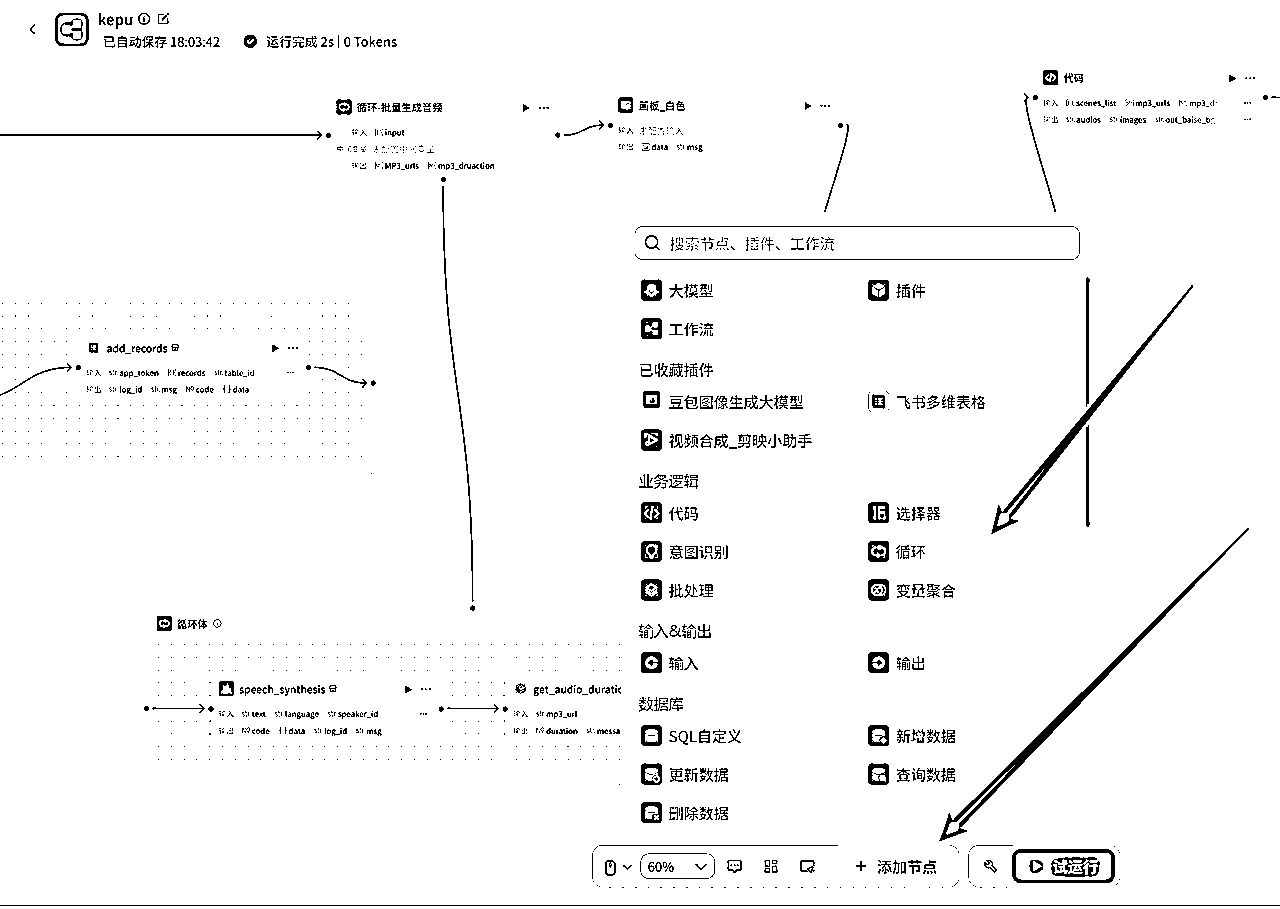 kepu
已自动保存 18:03:42 运行完成 2s | 0 Tokens
代码
输入 scenes_list mp3_urls
输出 audios images
循环-批量生成音频
输入 input
输出 MP3_urls mp3_druaction
画板_白色
输入 未配置输入
输出 data msg
搜索节点、插件、工作流
大模型 插件
工作流
已收藏插件
豆包图像生成大模型 飞书多维表格
视频合成_剪映小助手
业务逻辑
代码 选择器
意图识别 循环
批处理 变量聚合
输入&输出
输入 输出
数据库
SQL自定义 新增数据
更新数据 查询数据
删除数据
add_records
输入 app_token records table_id
输出 log_id msg code data
循环体
speech_synthesis
输入 text language speaker_id
输出 code data log_id msg
get_audio_duratic
输入 mp3_url
输出 duration messa
60% 添加节点 试运行